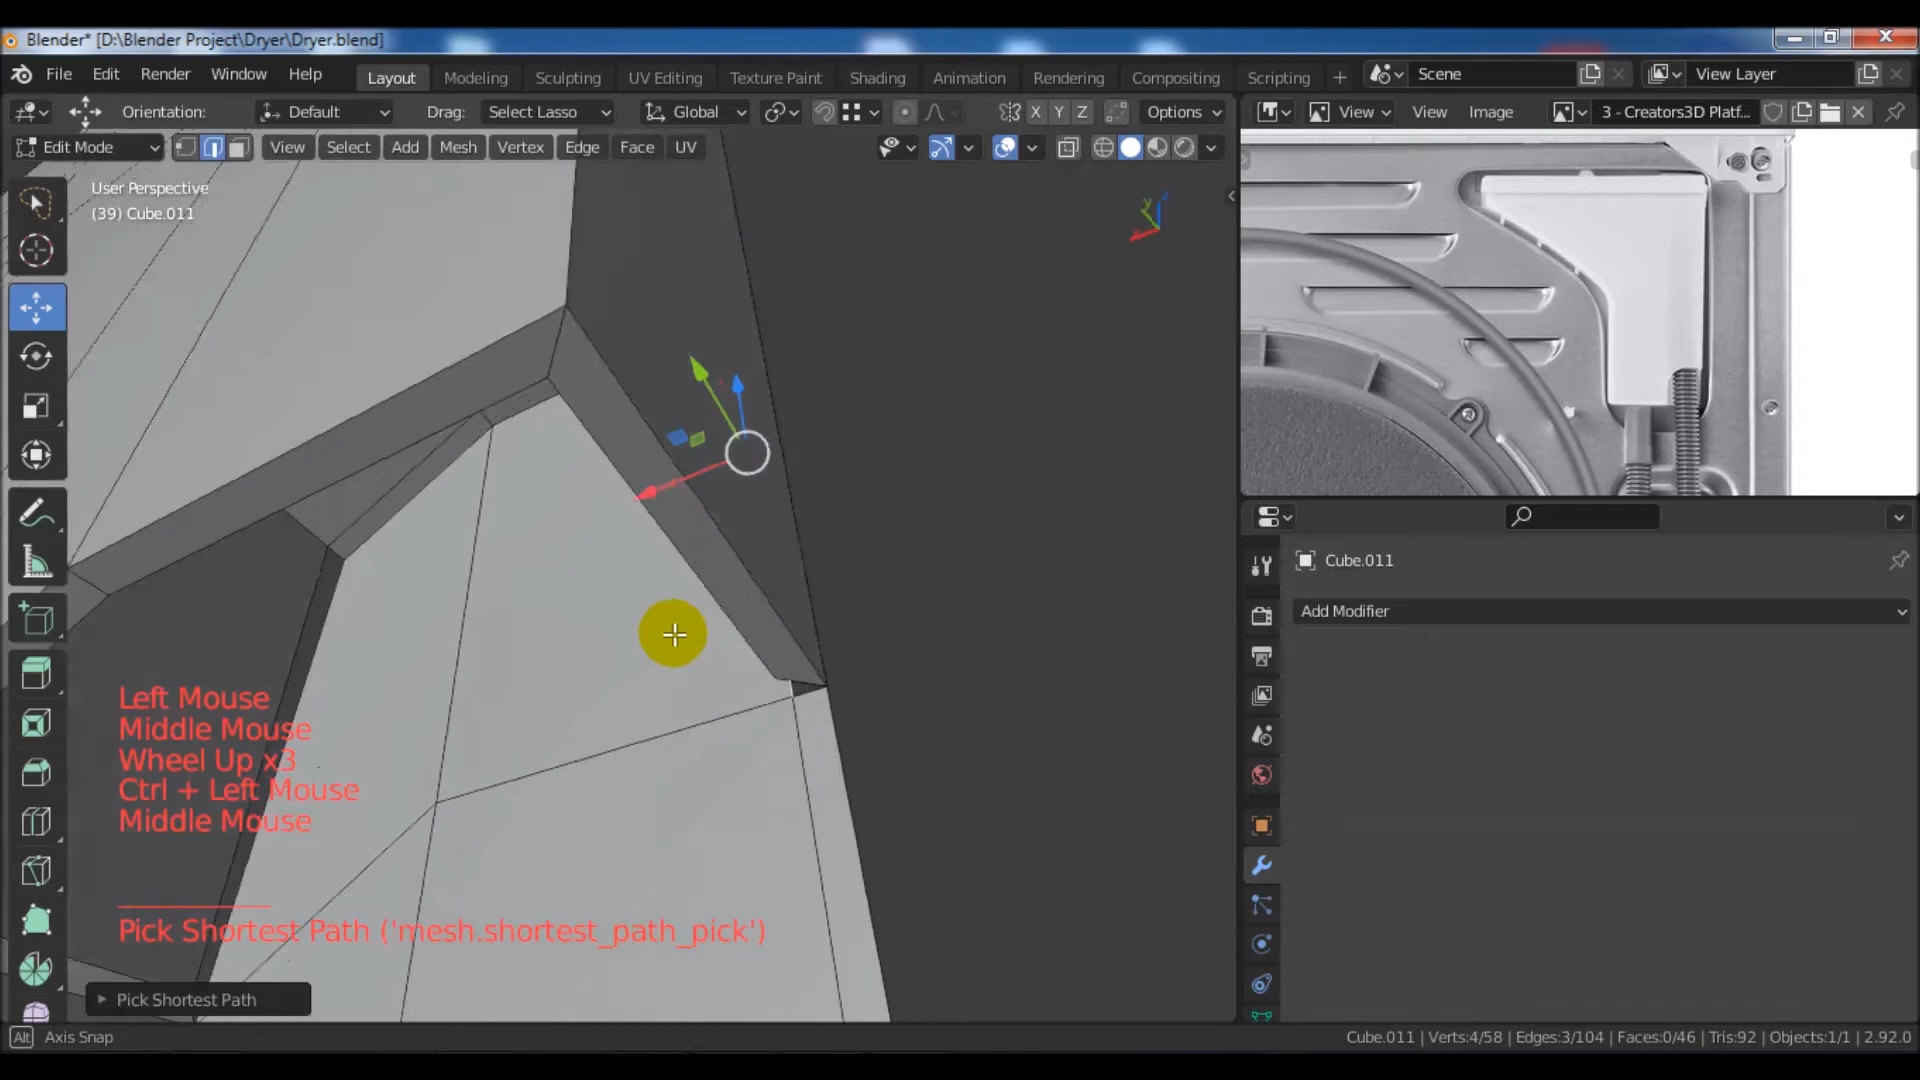 Blender* [D:\Blender Project\Dryer\Dryer.blend]
File Edit Render Window Help Layout Modeling Sculpting UV Editing Texture Paint Shading Animation Rendering Compositing Scripting + Scene View Layer
Orientation: Default Drag: Select Lasso Global X Y Z Options View View Image 3 - Creators3D Platf...
Edit Mode View Select Add Mesh Vertex Edge Face UV
User Perspective
(39) Cube.011
Cube.011
Add Modifier
Left Mouse
Middle Mouse
Wheel Up x3
Ctrl + Left Mouse
Middle Mouse
Pick Shortest Path ('mesh.shortest_path_pick')
Pick Shortest Path
Alt Axis Snap Cube.011 | Verts:4/58 | Edges:3/104 | Faces:0/46 | Tris:92 | Objects:1/1 | 2.92.0